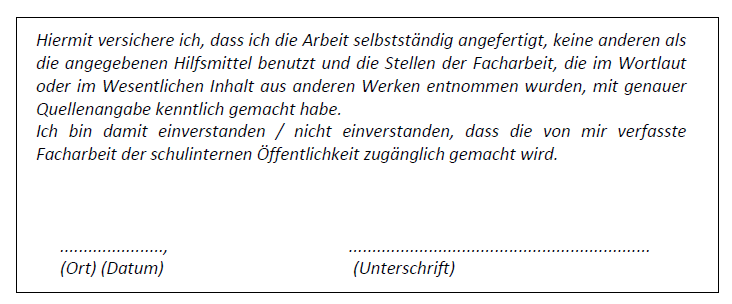 Hiermit versichere ich, dass ich die Arbeit selbstständig angefertigt, keine anderen als
die angegebenen Hilfsmittel benutzt und die Stellen der Facharbeit, die im Wortlaut
oder im Wesentlichen Inhalt aus anderen Werken entnommen wurden, mit genauer
Quellenangabe kenntlich gemacht habe.
Ich bin damit einverstanden / nicht einverstanden, dass die von mir verfasste
Facharbeit der schulinternen Öffentlichkeit zugänglich gemacht wird.
......................, ................................................................
(Ort) (Datum) (Unterschrift)